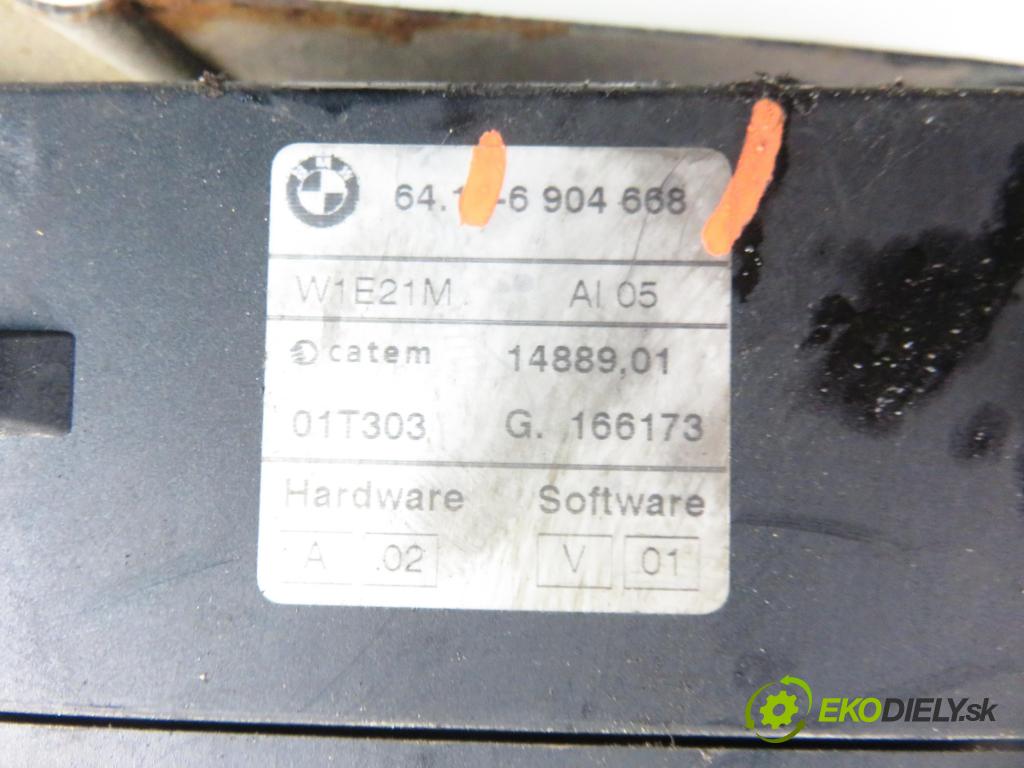 BMW
64.1 -6 904 668
W1E21M AI 05
catem 14889,01
01T303 G. 166173
Hardware Software
A .02 V 01
EKODIELY.sk